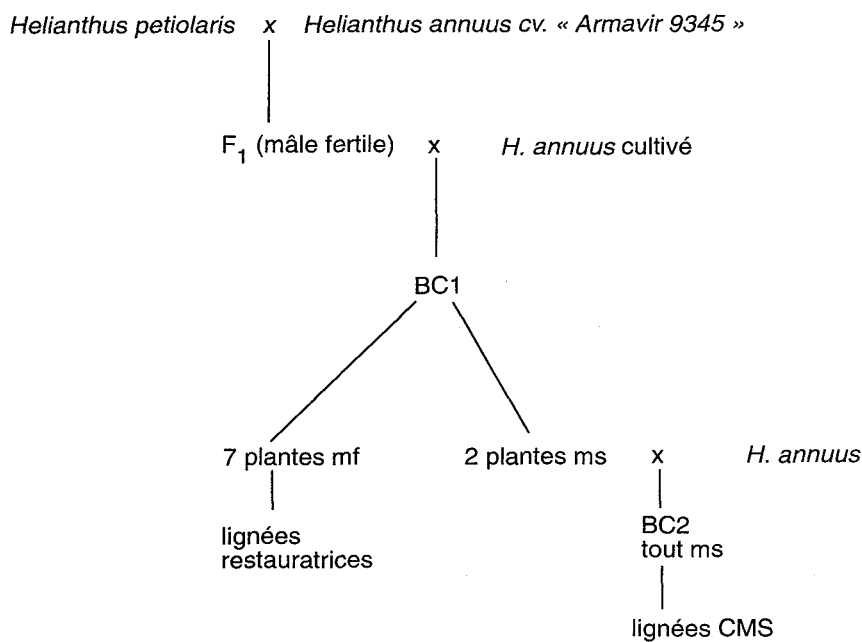 Helianthus petiolaris x Helianthus annuus cv. « Armavir 9345 »
F1 (mâle fertile) x H. annuus cultivé
BC1
7 plantes mf 2 plantes ms x H. annuus
lignées
restauratrices
BC2
tout ms
lignées CMS